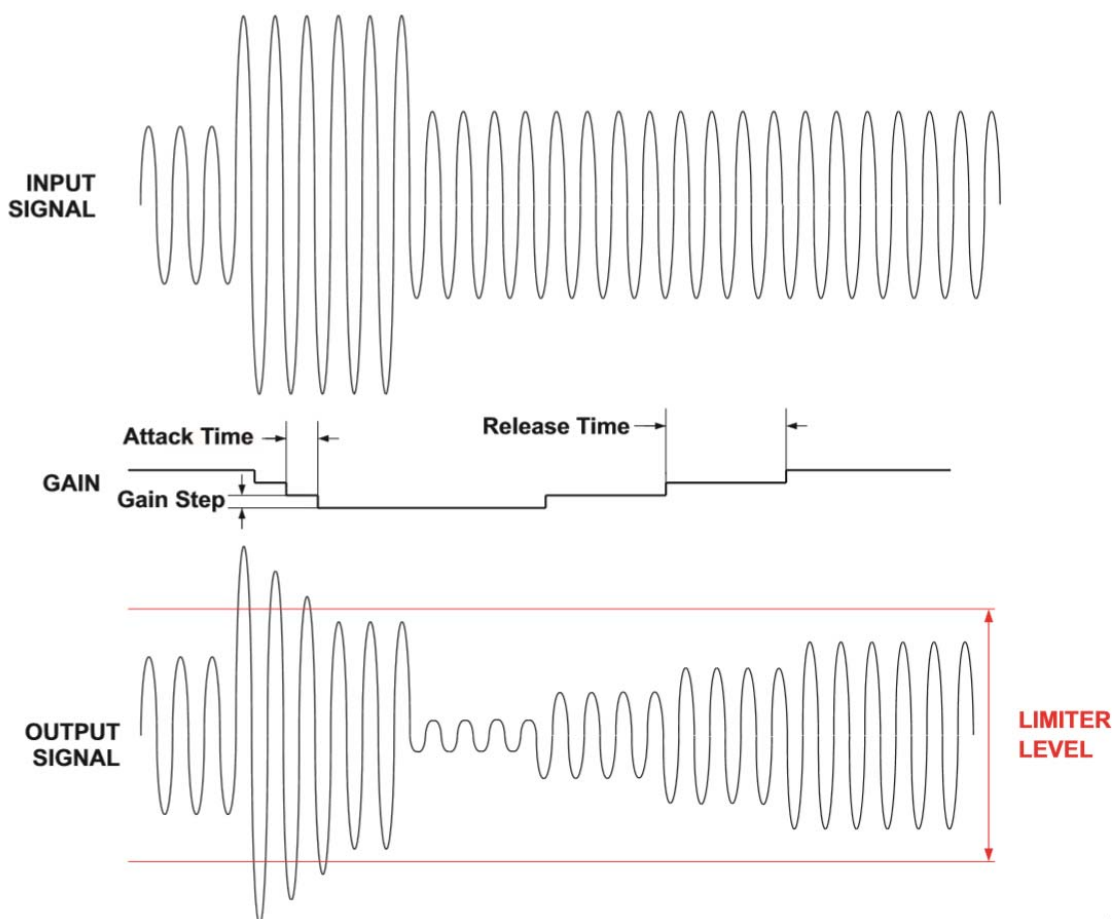 INPUT
SIGNAL
Attack Time
Release Time
GAIN
Gain Step
OUTPUT
SIGNAL
LIMITER
LEVEL